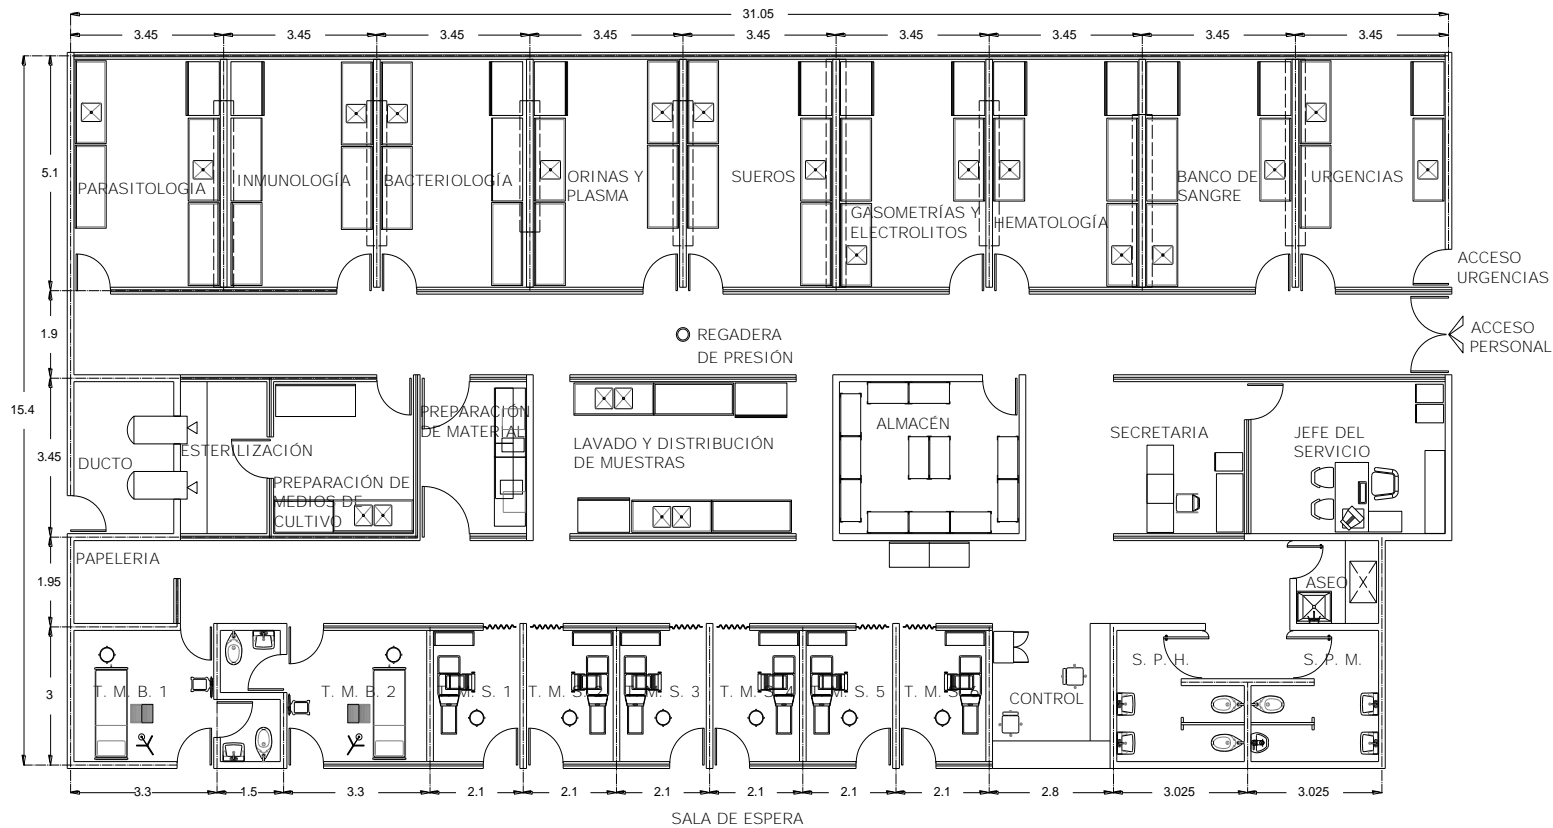 31.05
3.45 3.45 3.45 3.45 3.45 3.45 3.45 3.45 3.45
5.1
PARASITOLOGIA
INMUNOLOGÍA
BACTERIOLOGÍA
ORINAS Y
PLASMA
SUEROS
GASOMETRÍAS Y
ELECTROLITOS
HEMATOLOGÍA
BANCO DE
SANGRE
URGENCIAS
ACCESO
URGENCIAS
1.9
REGADERA
DE PRESIÓN
ACCESO
PERSONAL
15.4
3.45
DUCTO
ESTERILIZACIÓN
PREPARACIÓN DE
MEDIOS DE
CULTIVO
PREPARACIÓN
DE MATERIAL
LAVADO Y DISTRIBUCIÓN
DE MUESTRAS
ALMACÉN
SECRETARIA
JEFE DEL
SERVICIO
1.95
PAPELERIA
ASEO
3
T. M. B. 1
T. M. B. 2
T. M. S. 1
T. M. S. 2
T. M. S. 3
T. M. S. 4
T. M. S. 5
T. M. S. 6
CONTROL
S. P. H.
S. P. M.
3.3 1.5 3.3 2.1 2.1 2.1 2.1 2.1 2.1 2.8 3.025 3.025
SALA DE ESPERA